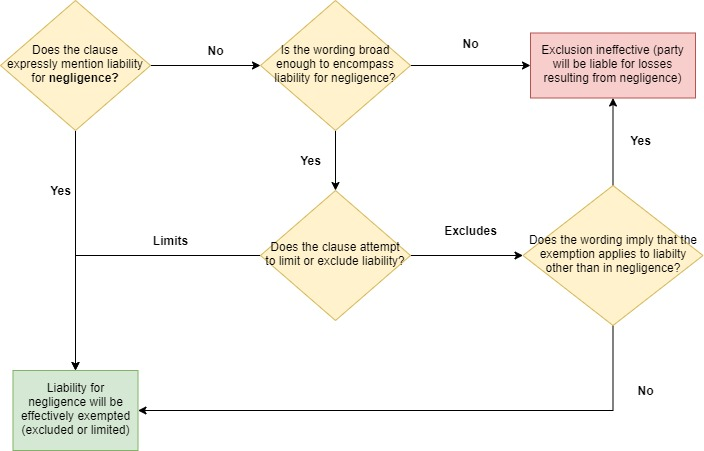 Does the clause
expressly mention liability
for negligence?
No
Is the wording broad
enough to encompass
liability for negligence?
No
Exclusion ineffective (party
will be liable for losses
resulting from negligence)
Yes
Yes
Yes
Limits
Does the clause attempt
to limit or exclude liability?
Excludes
Does the wording imply that the
exemption applies to liabilty
other than in negligence?
No
Liability for
negligence will be
effectively exempted
(excluded or limited)